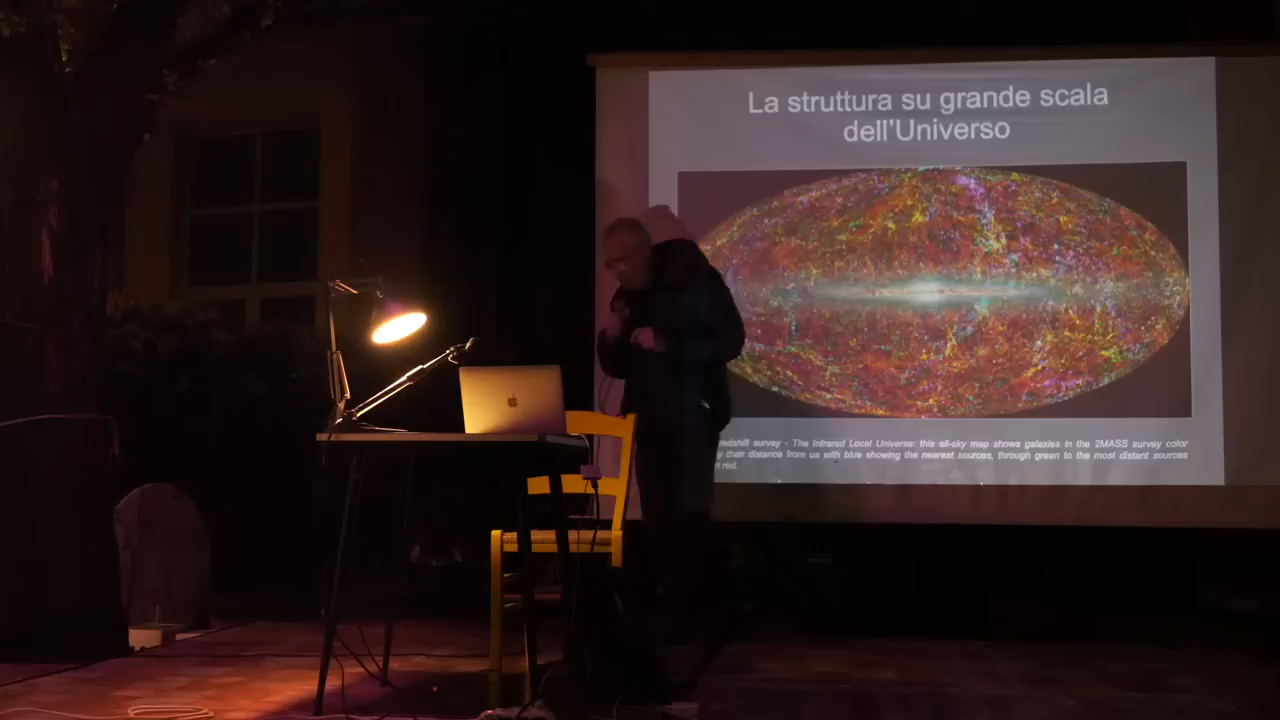 La struttura su grande scala
dell'Universo
redshift survey - The Infrared Local Universe: this all-sky map shows galaxies in the 2MASS survey color
y their distance from us with blue showing the nearest sources, through green to the most distant sources
n red.